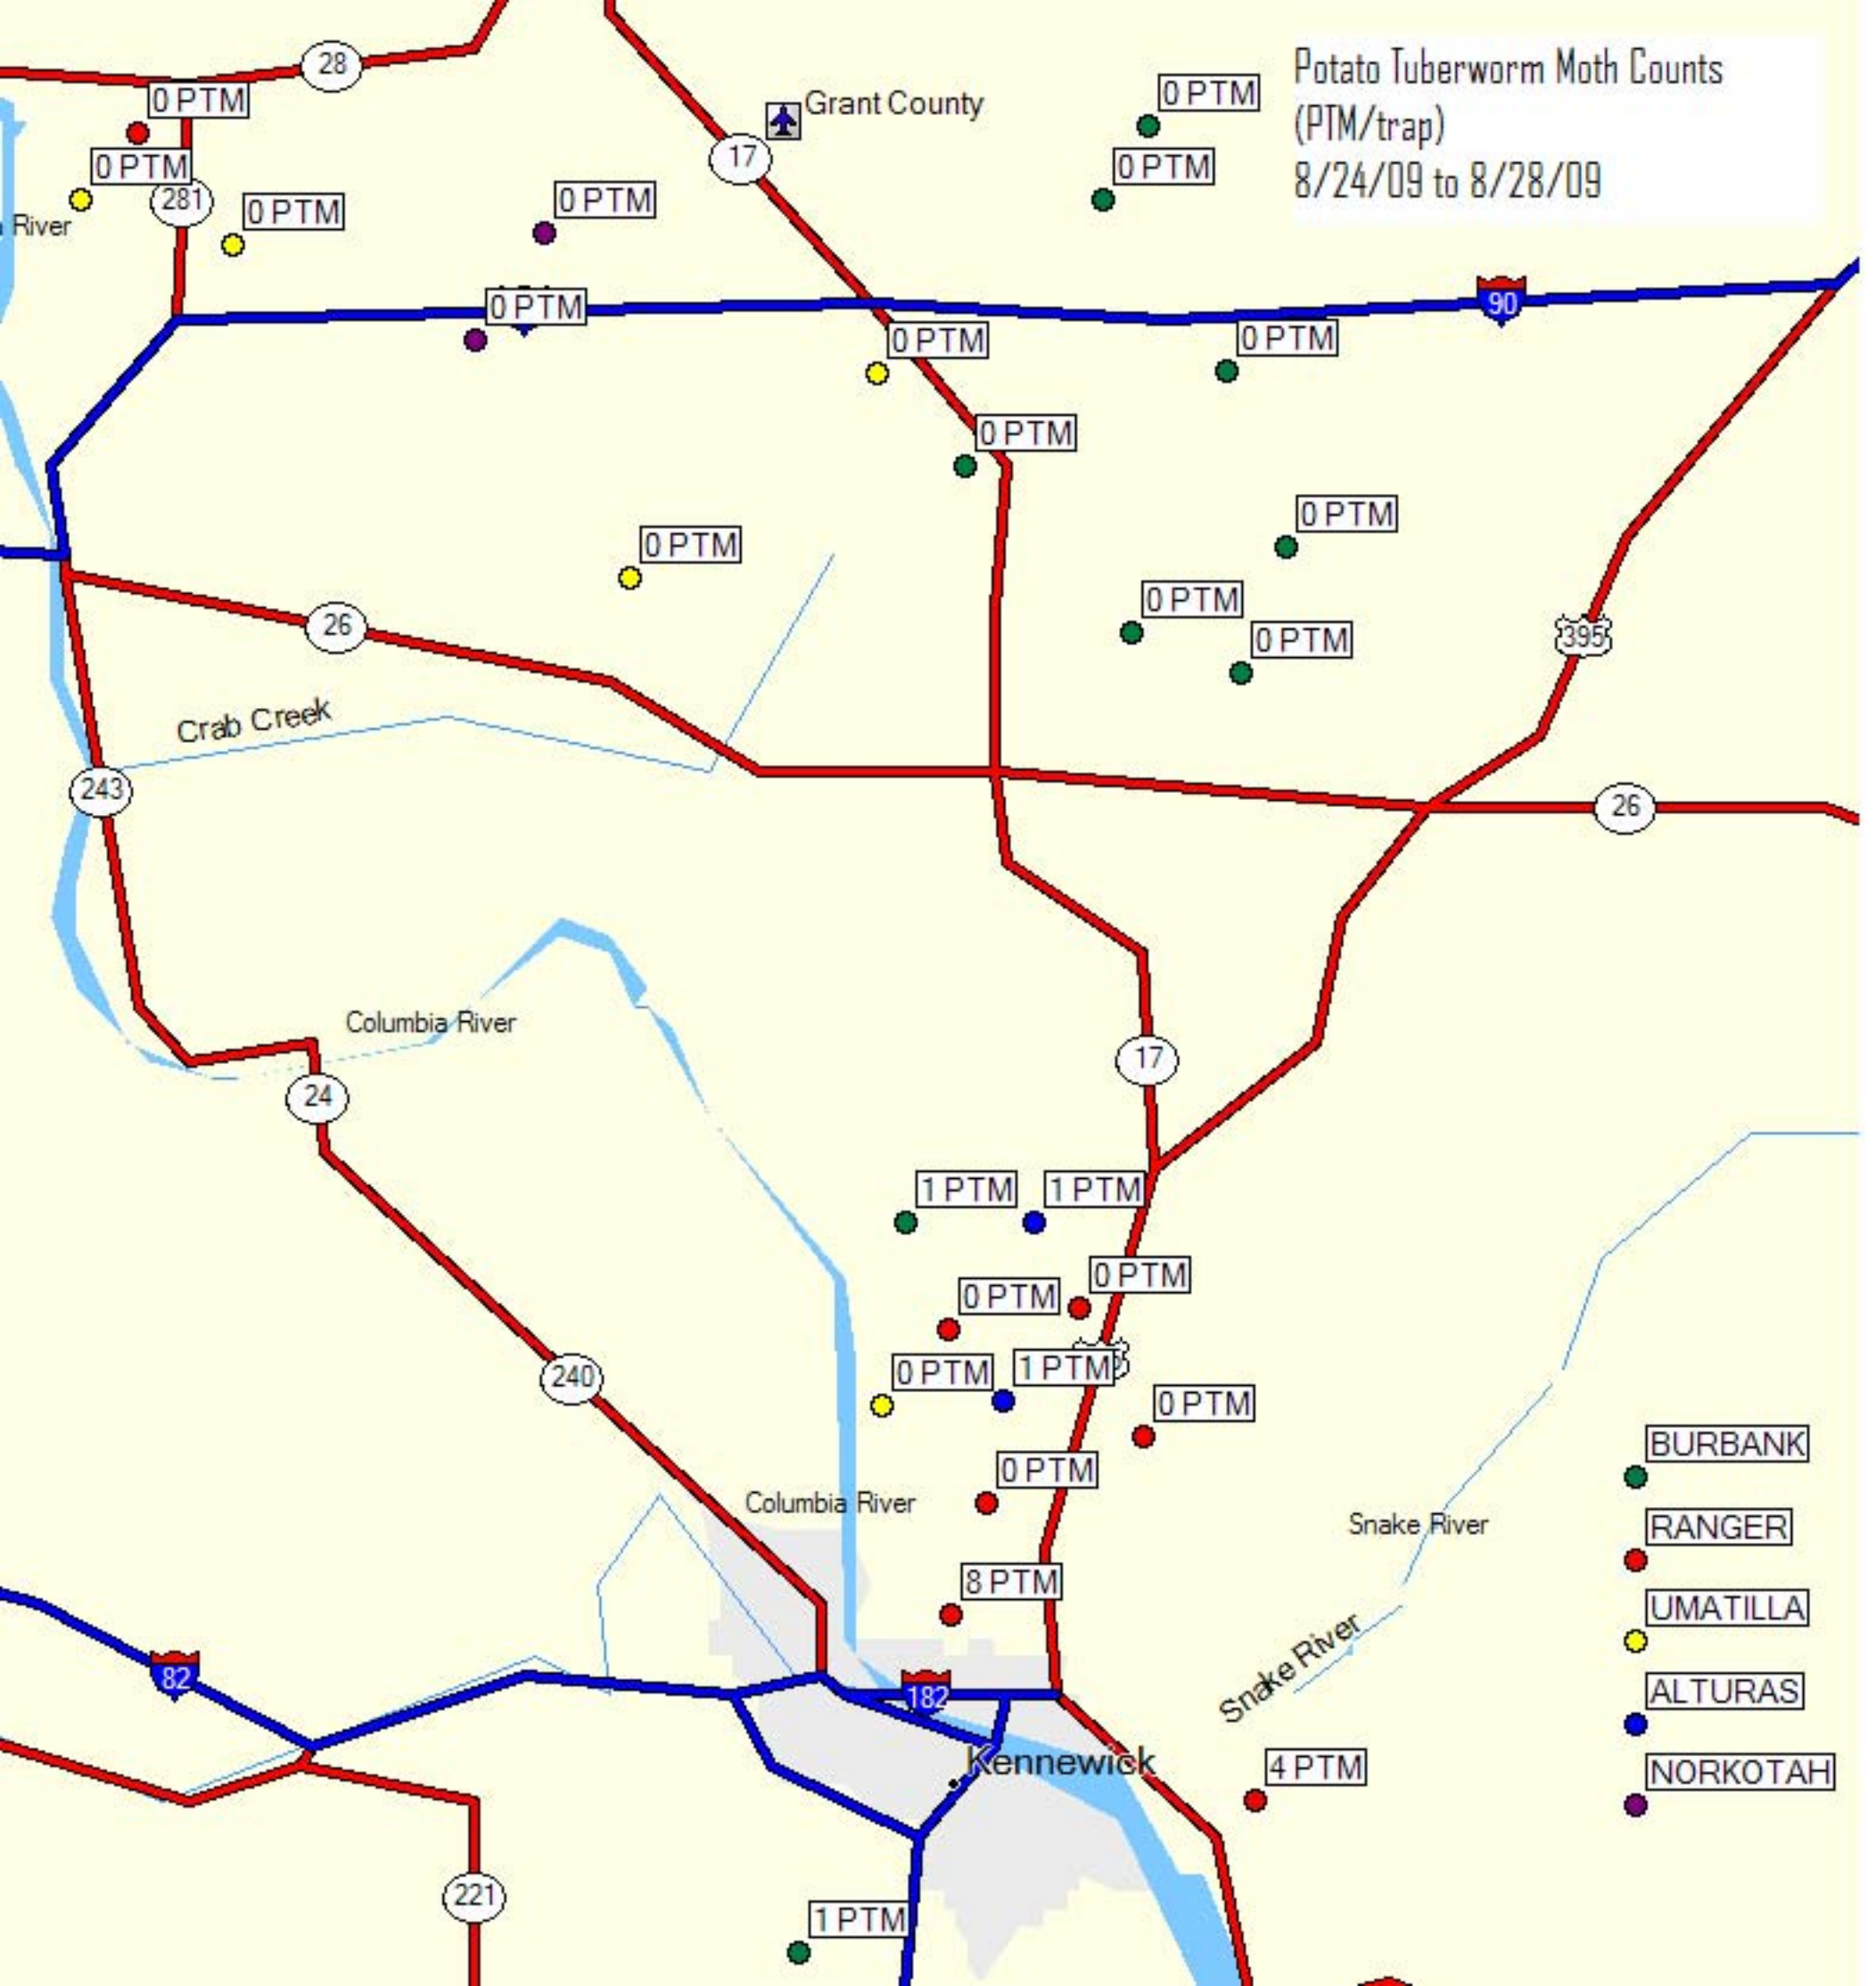 Potato Tuberworm Moth Counts
(PTM/trap)
8/24/09 to 8/28/09
28
0 PTM
Grant County
0 PTM
17
0 PTM
0 PTM
281
0 PTM
0 PTM
River
0 PTM
90
0 PTM
0 PTM
0 PTM
0 PTM
0 PTM
0 PTM
26
395
0 PTM
0 PTM
Crab Creek
243
26
Columbia River
17
24
1 PTM
1 PTM
0 PTM
0 PTM
0 PTM
1 PTM
240
0 PTM
BURBANK
0 PTM
Columbia River
Snake River
RANGER
8 PTM
UMATILLA
Snake River
82
182
ALTURAS
Kennewick
4 PTM
NORKOTAH
221
1 PTM